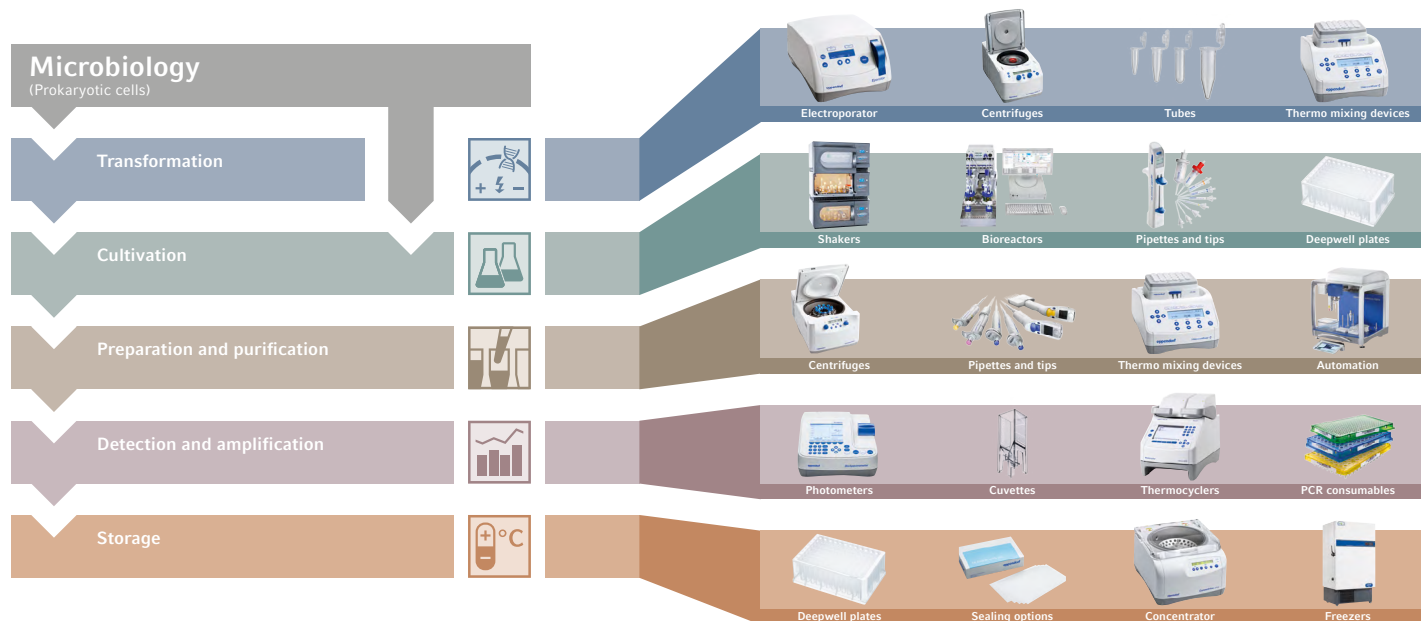 Microbiology
(Prokaryotic cells)
Transformation
+ -
Electroporator
Centrifuges
Tubes
Thermo mixing devices
Cultivation
Shakers
Bioreactors
Pipettes and tips
Deepwell plates
Preparation and purification
Centrifuges
Pipettes and tips
Thermo mixing devices
Automation
Detection and amplification
Photometers
Cuvettes
Thermocyclers
PCR consumables
Storage
+ °C
-
Deepwell plates
Sealing options
Concentrator
Freezers